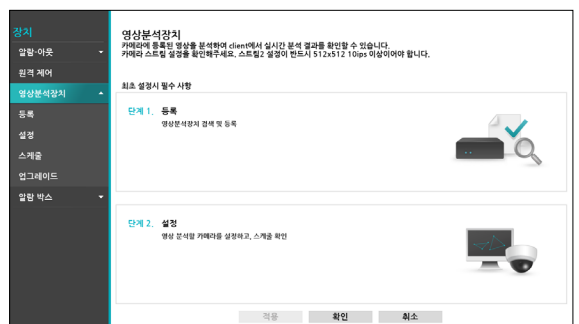 장치
알람-아웃
원격 제어
영상분석장치
등록
설정
스케줄
업그레이드
알람 박스
영상분석장치
카메라에 등록된 영상을 분석하여 client에서 실시간 분석 결과를 확인할 수 있습니다.
카메라 스트림 설정을 확인해주세요. 스트림2 설정이 반드시 512x512 10ips 이상이어야 합니다.
최초 설정시 필수 사항
단계 1. 등록
영상분석장치 검색 및 등록
단계 2. 설정
영상 분석할 카메라를 설정하고, 스케줄 확인
적용 확인 취소